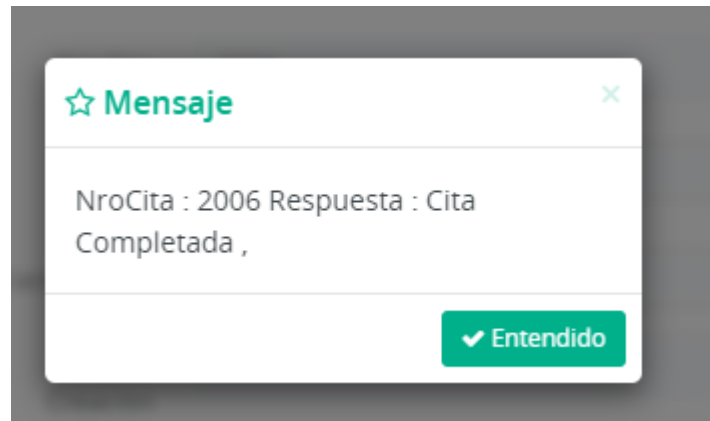 Mensaje
NroCita : 2006 Respuesta : Cita
Completada ,
Entendido